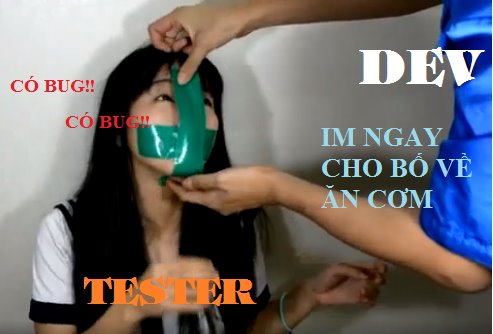 DEV
CÓ BUG!!
CÓ BUG!!
IM NGAY
CHO BỐ VỀ
ĂN CƠM
TESTER